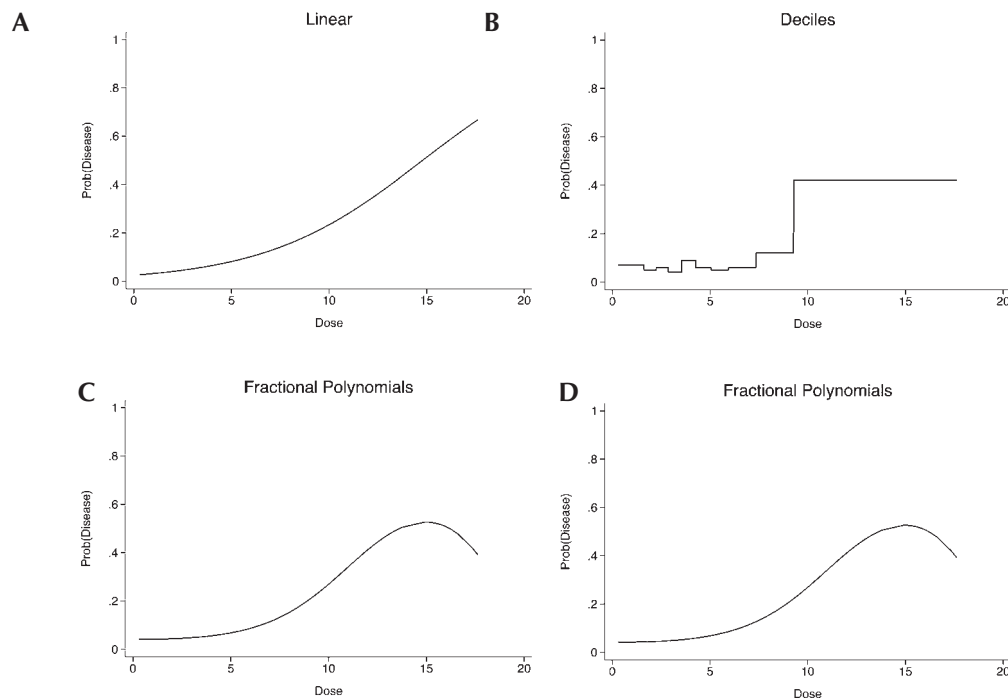 A
Linear
1
.8
.6
.4
.2
0
Prob(Disease)
0 5 10 15 20
Dose
B
Deciles
1
.8
.6
.4
.2
0
Prob(Disease)
0 5 10 15 20
Dose
C
Fractional Polynomials
1
.8
.6
.4
.2
0
Prob(Disease)
0 5 10 15 20
Dose
D
Fractional Polynomials
1
.8
.6
.4
.2
0
Prob(Disease)
0 5 10 15 20
Dose